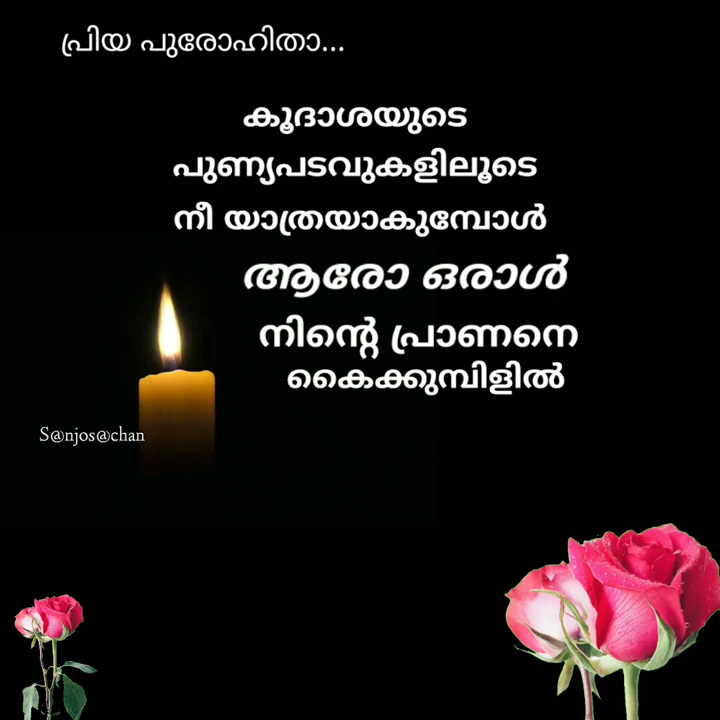 പ്രിയ പുരോഹിതാ...
കൂദാശയുടെ
പുണ്യപടവുകളിലൂടെ
നീ യാത്രയാകുമ്പോൾ
ആരോ ഒരാൾ
നിന്റെ പ്രാണനെ
കൈക്കുമ്പിളിൽ
S@njos@chan